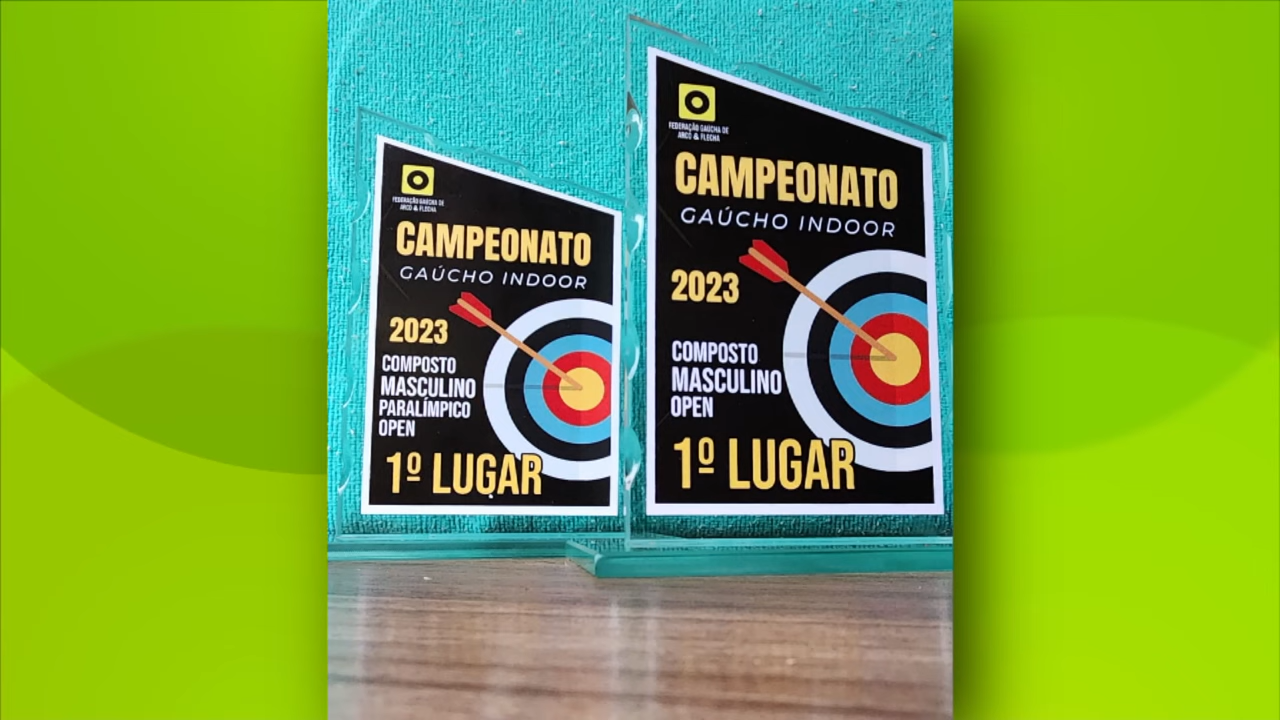 FEDERAÇÃO GAÚCHA DE
ARCO & FLECHA
CAMPEONATO
GAÚCHO INDOOR
2023
COMPOSTO
MASCULINO
PARALÍMPICO
OPEN
1º LUGAR
FEDERAÇÃO GAÚCHA DE
ARCO & FLECHA
CAMPEONATO
GAÚCHO INDOOR
2023
COMPOSTO
MASCULINO
OPEN
1º LUGAR